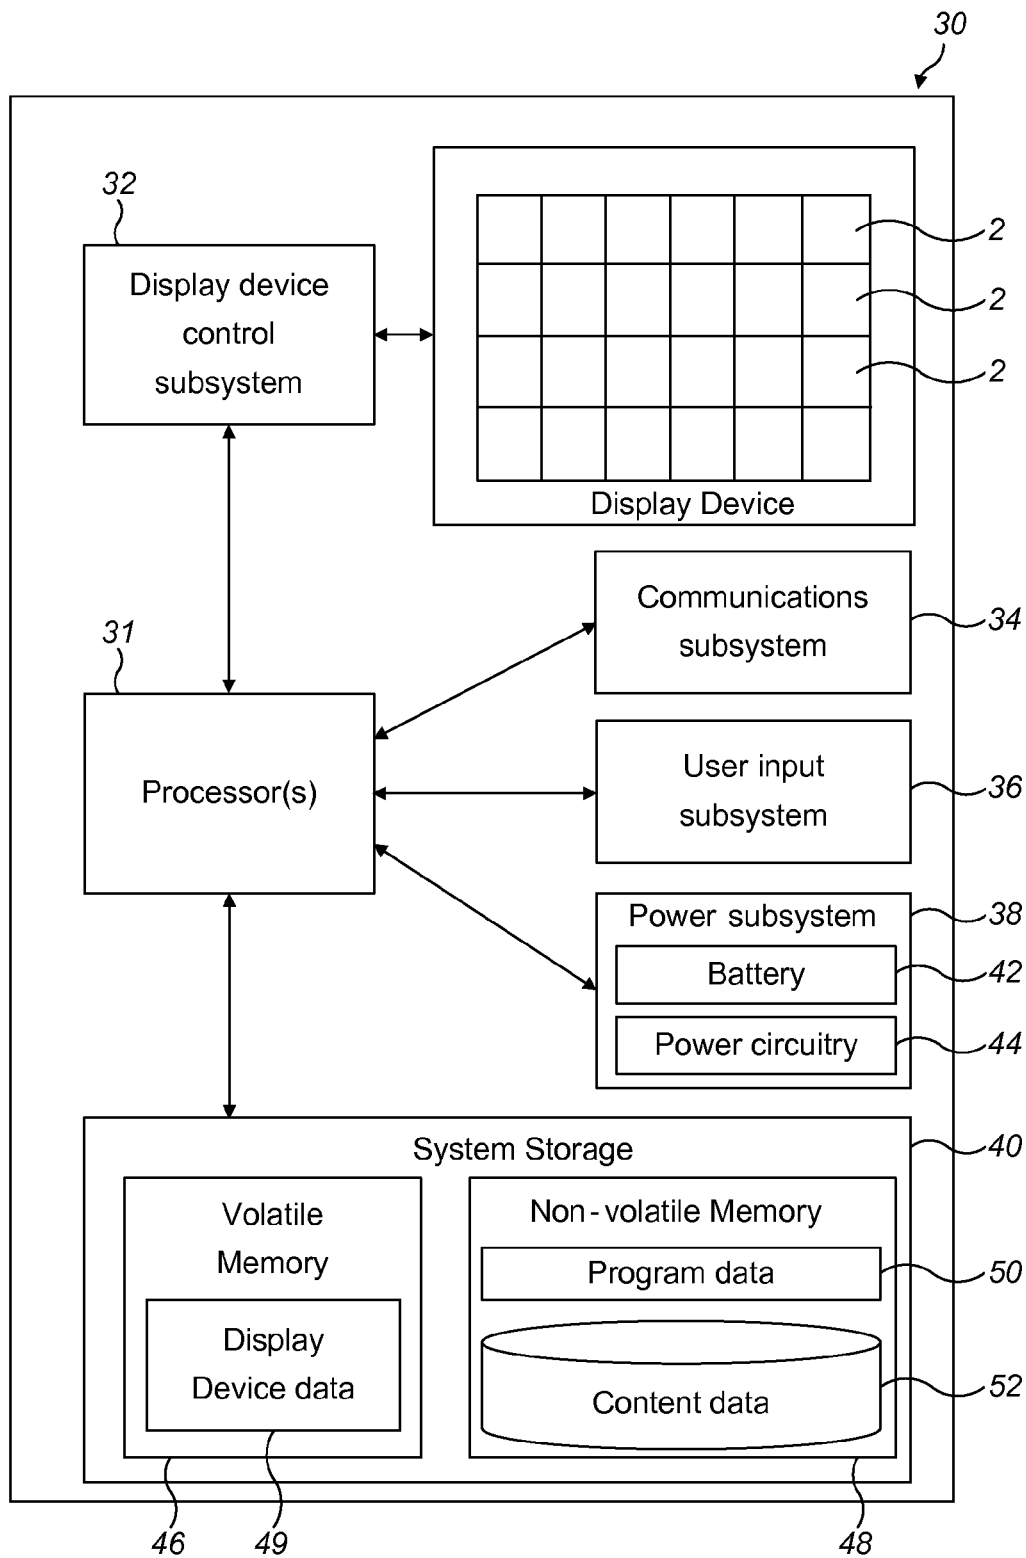 30
32
Display device
control
subsystem
2
2
2
Display Device
Communications
subsystem
34
31
Processor(s)
User input
subsystem
36
Power subsystem
38
Battery
42
Power circuitry
44
System Storage
40
Volatile
Memory
Non-volatile Memory
Program data
50
Display
Device data
Content data
52
46
49
48